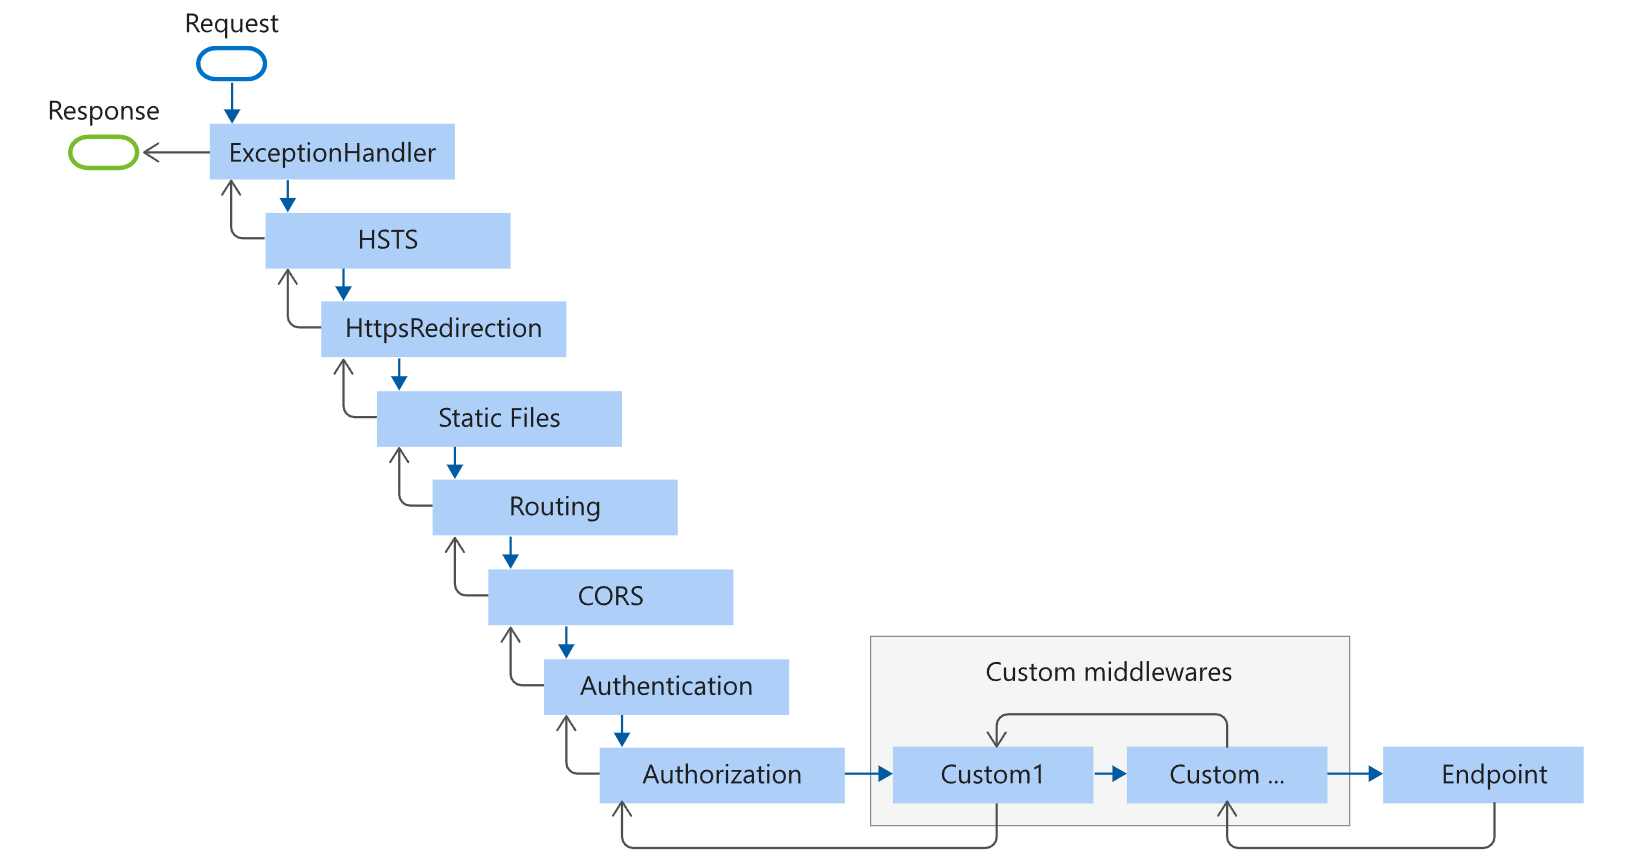 Request
Response
ExceptionHandler
HSTS
HttpsRedirection
Static Files
Routing
CORS
Authentication
Custom middlewares
Authorization
Custom1
Custom ...
Endpoint